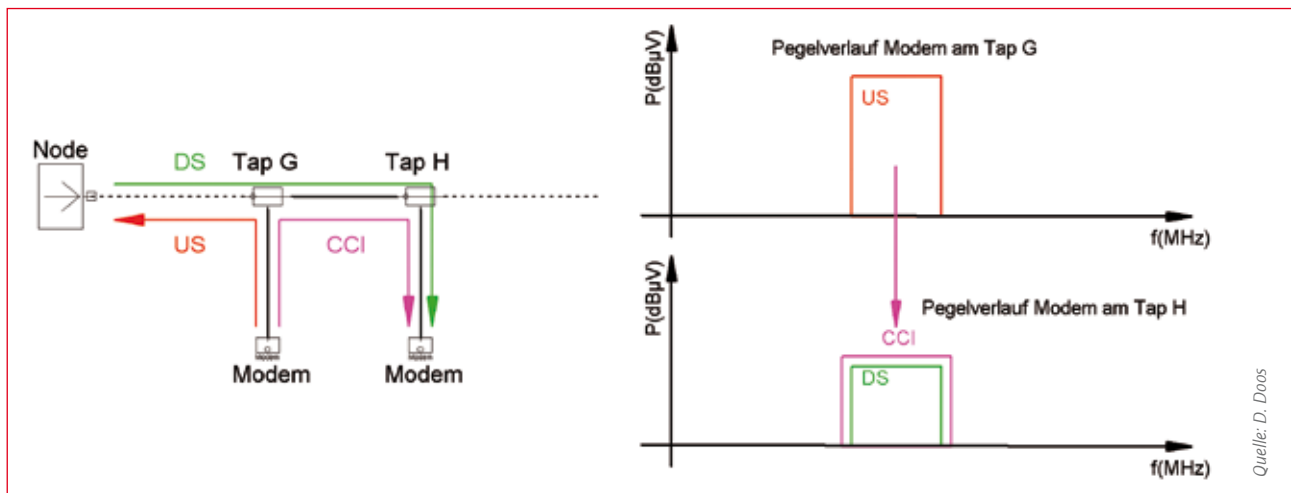 Node
DS
Tap G
Tap H
US
CCI
Modem
Modem
Modem
Modem
P(dBµV)
Pegelverlauf Modem am Tap G
US
f(MHz)
P(dBµV)
Pegelverlauf Modem am Tap H
CCI
DS
f(MHz)
Quelle: D. Doos